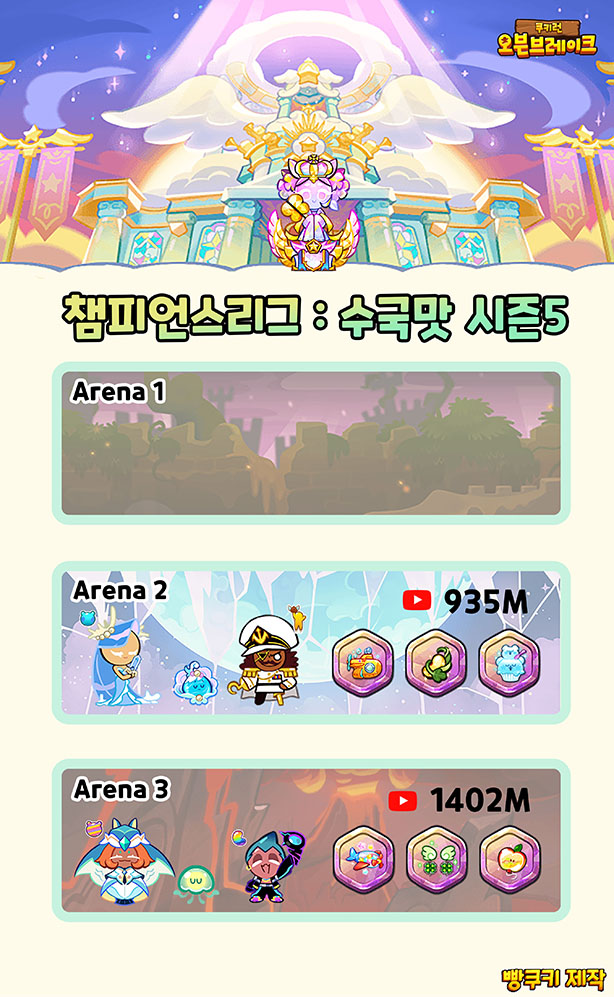 쿠키런
오븐브레이크
챔피언스리그 : 수국맛 시즌5
Arena 1
Arena 2
935M
Arena 3
1402M
빵쿠키 제작